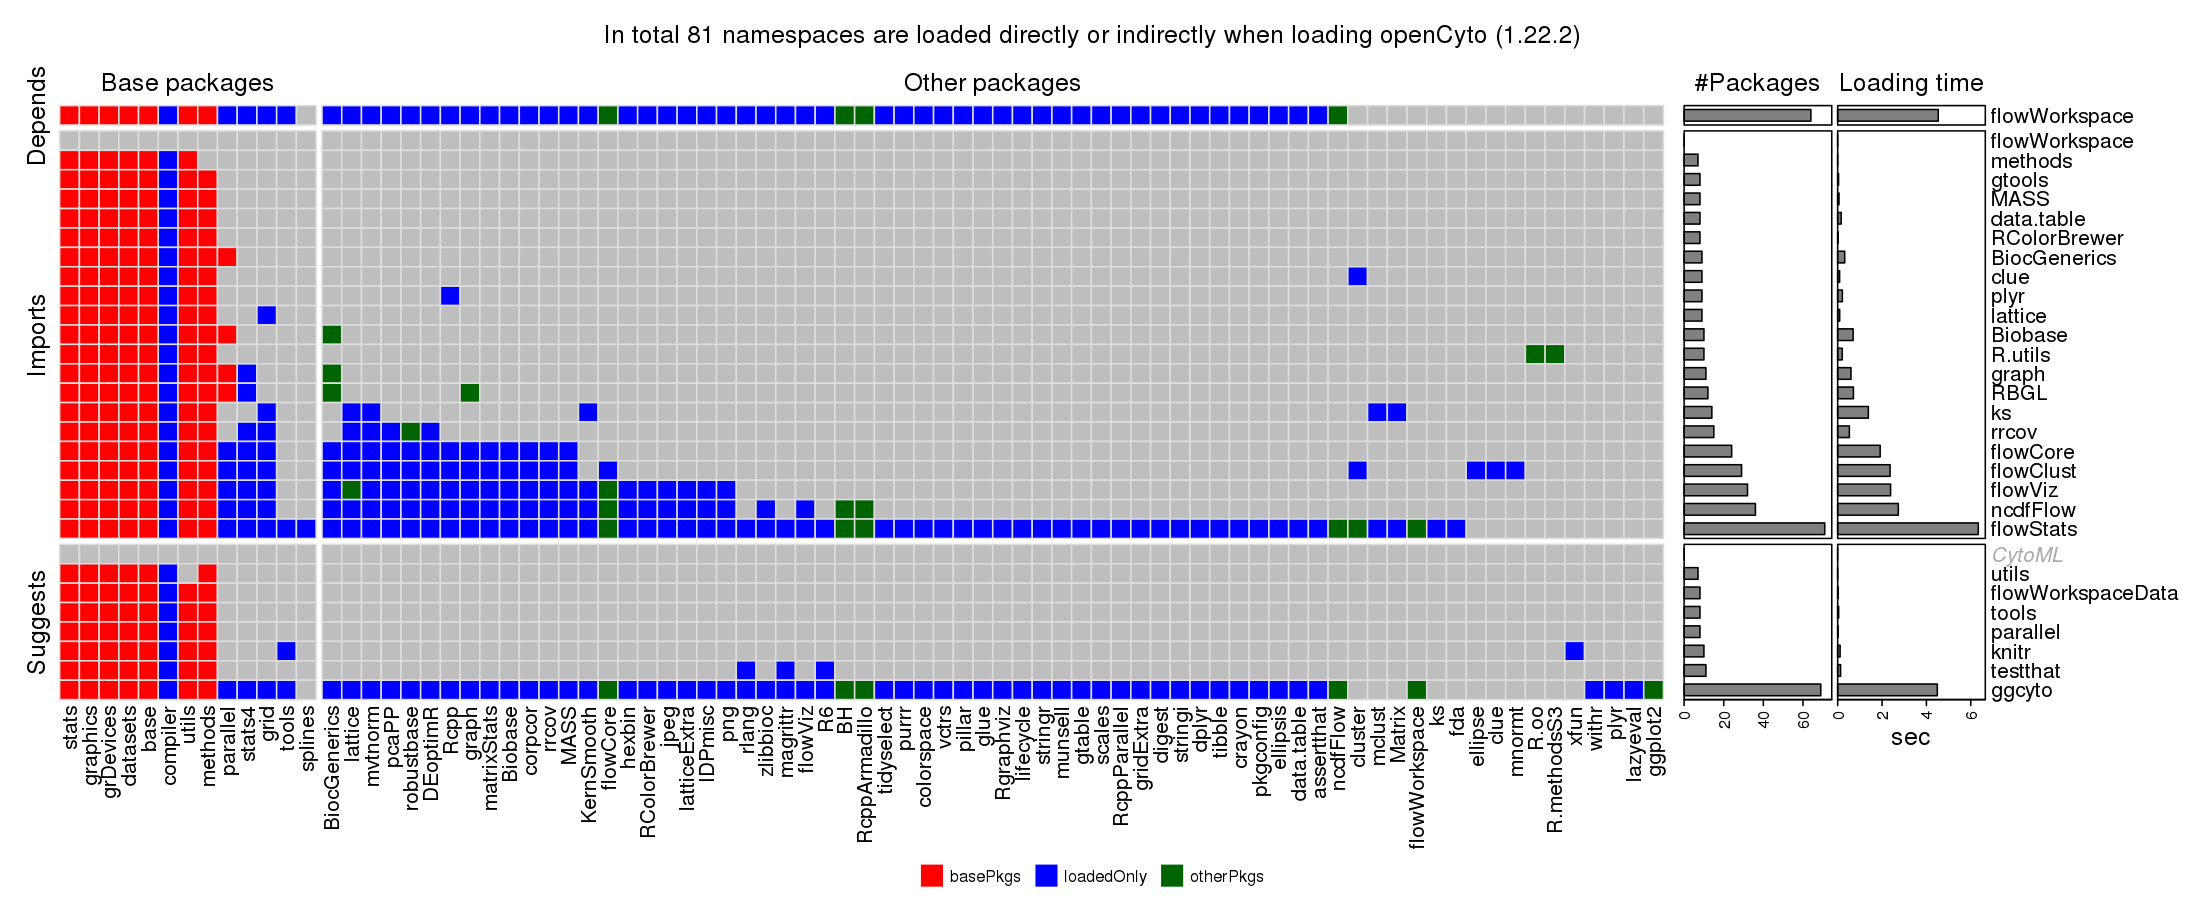 In total 81 namespaces are loaded directly or indirectly when loading openCyto (1.22.2)
Base packages
Other packages
#Packages
Loading time
Depends
flowWorkspace
Imports
flowWorkspace
methods
gtools
MASS
data.table
RColorBrewer
BiocGenerics
clue
plyr
lattice
Biobase
R.utils
graph
RBGL
ks
rrcov
flowCore
flowClust
flowViz
ncdfFlow
flowStats
Suggests
CytoML
utils
flowWorkspaceData
tools
parallel
knitr
testthat
ggcyto
stats
graphics
grDevices
datasets
base
compiler
utils
methods
parallel
stats4
grid
tools
splines
BiocGenerics
lattice
mvtnorm
pcaPP
robustbase
DEoptimR
Rcpp
graph
matrixStats
Biobase
corpcor
rrcov
MASS
KernSmooth
flowCore
hexbin
RColorBrewer
jpeg
latticeExtra
IDPmisc
png
rlang
zlibbioc
magrittr
flowViz
R6
BH
RcppArmadillo
tidyselect
purrr
colorspace
vctrs
pillar
glue
Rgraphviz
lifecycle
stringr
munsell
gtable
scales
RcppParallel
gridExtra
digest
stringi
dplyr
tibble
crayon
pkgconfig
ellipsis
data.table
assertthat
ncdfFlow
cluster
mclust
Matrix
flowWorkspace
ks
fda
ellipse
clue
mnormt
R.oo
R.methodsS3
xfun
withr
plyr
lazyeval
ggplot2
0
20
40
60
0
2
4
6
sec
basePkgs
loadedOnly
otherPkgs